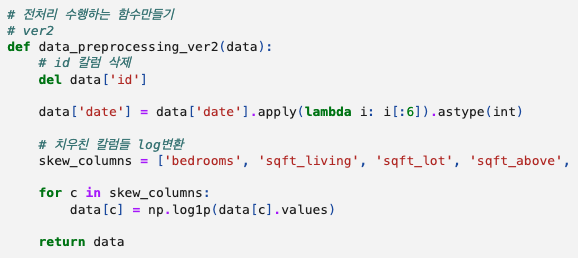 # 전처리 수행하는 함수만들기
# ver2
def data_preprocessing_ver2(data):
    # id 칼럼 삭제
    del data['id']
    data['date'] = data['date'].apply(lambda i: i[:6]).astype(int)
    # 치우친 칼럼들 log변환
    skew_columns = ['bedrooms', 'sqft_living', 'sqft_lot', 'sqft_above',
    for c in skew_columns:
        data[c] = np.log1p(data[c].values)
    return data